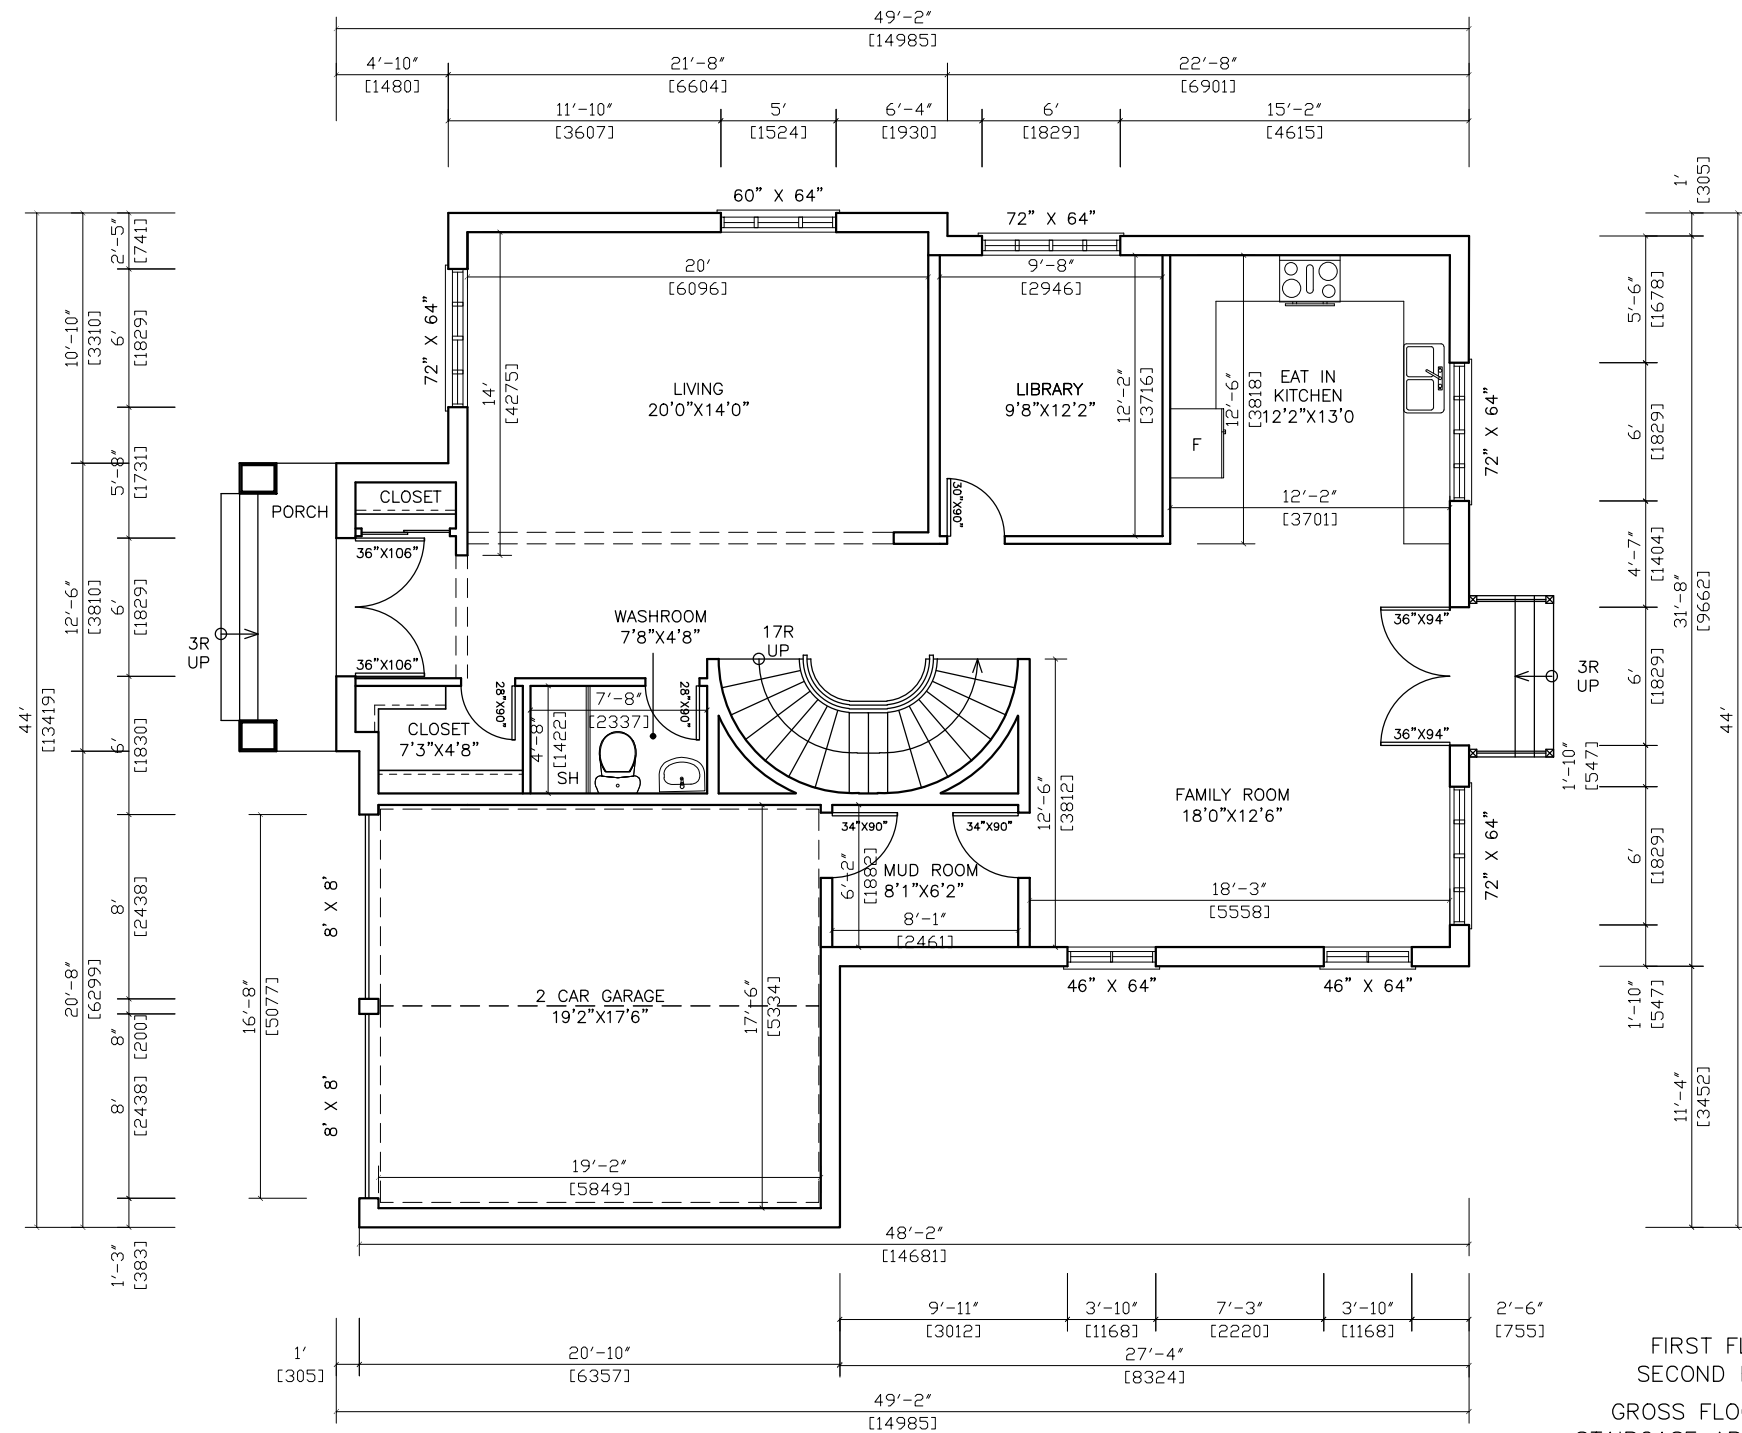 49'-2"
[14985]
4'-10"
[1480]
21'-8"
[6604]
22'-8"
[6901]
11'-10"
[3607]
5'
[1524]
6'-4"
[1930]
6'
[1829]
15'-2"
[4615]
1'
[305]
60" X 64"
72" X 64"
2'-5"
[741]
10'-10"
[3310]
6'
[1829]
5'-8"
[1731]
44'
[13419]
12'-6"
[3810]
6'
[1829]
6'
[1830]
20'-8"
[6299]
8'
[2438]
8"
[200]
8'
[2438]
1'-3"
[383]
16'-8"
[5077]
8' X 8'
8' X 8'
72" X 64"
20'
[6096]
14'
[4275]
LIVING
20'0"X14'0"
9'-8"
[2946]
LIBRARY
9'8"X12'2"
12'-2"
[3716]
30"X90"
EAT IN
KITCHEN
12'2"X13'0
12'-6"
[3818]
F
12'-2"
[3701]
72" X 64"
5'-6"
[1678]
6'
[1829]
4'-7"
[1404]
31'-8"
[9662]
6'
[1829]
1'-10"
[547]
6'
[1829]
1'-10"
[547]
11'-4"
[3452]
44'
CLOSET
PORCH
36"X106"
36"X106"
3R
UP
WASHROOM
7'8"X4'8"
17R
UP
28"X90"
28"X90"
7'-8"
[2337]
4'-8"
[1422]
SH
CLOSET
7'3"X4'8"
36"X94"
36"X94"
3R
UP
12'-6"
[3812]
FAMILY ROOM
18'0"X12'6"
18'-3"
[5558]
72" X 64"
34"X90"
34"X90"
MUD ROOM
8'1"X6'2"
6'-2"
[1882]
8'-1"
[2461]
46" X 64"
46" X 64"
2 CAR GARAGE
19'2"X17'6"
17'-6"
[5334]
19'-2"
[5849]
48'-2"
[14681]
9'-11"
[3012]
3'-10"
[1168]
7'-3"
[2220]
3'-10"
[1168]
2'-6"
[755]
1'
[305]
20'-10"
[6357]
27'-4"
[8324]
49'-2"
[14985]
FIRST
SECOND
GROSS